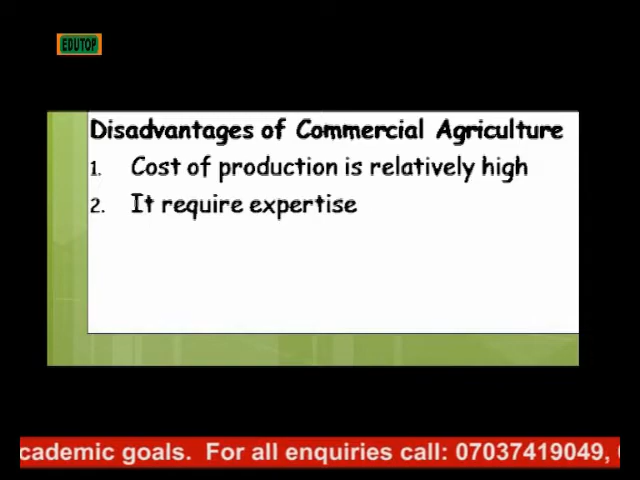 EDUTOP
Disadvantages of Commercial Agriculture
1. Cost of production is relatively high
2. It require expertise
cademic goals. For all enquiries call: 07037419049,